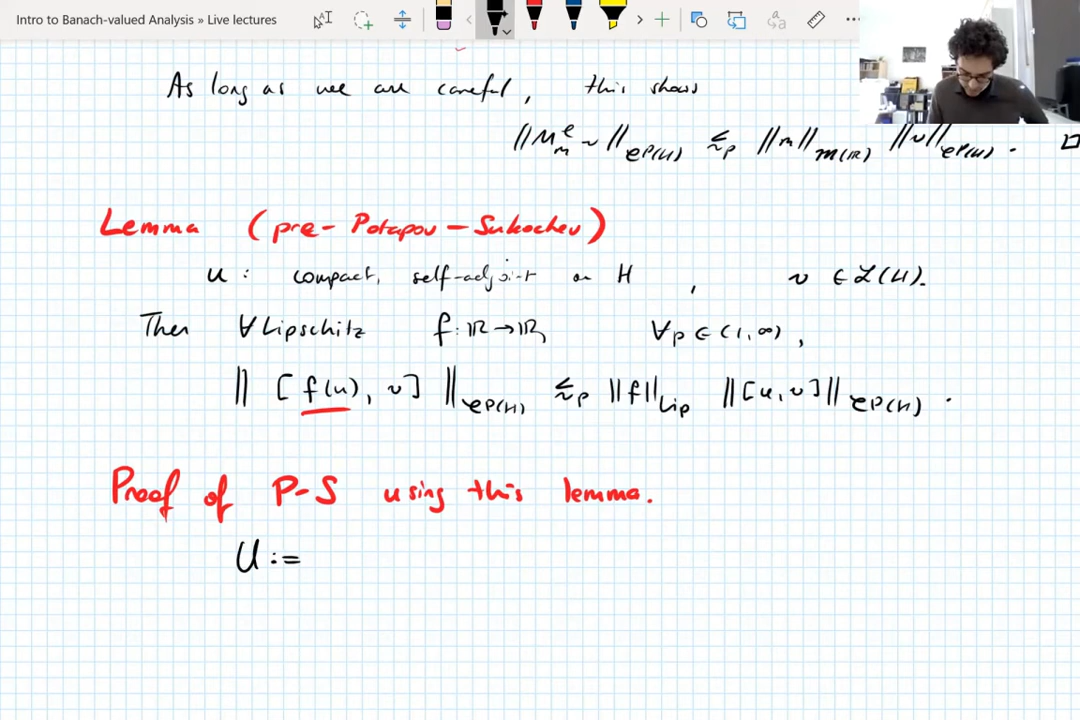 Intro to Banach-valued Analysis » Live lectures
As long as we are careful, this shows
‖M_m^e v‖_{𝒞^p(H)} ≲_p ‖m‖_{𝓜(ℝ)} ‖v‖_{𝒞^p(H)} . □
Lemma (pre-Potapov-Sukochev)
u : compact, self-adjoint on H , v ∈ 𝓛(H).
Then ∀ Lipschitz f: ℝ → ℝ, ∀p ∈ (1,∞),
‖ [f(u), v] ‖_{𝒞^p(H)} ≲_p ‖f‖_{Lip} ‖[u,v]‖_{𝒞^p(H)} .
Proof of P-S using this lemma.
U :=